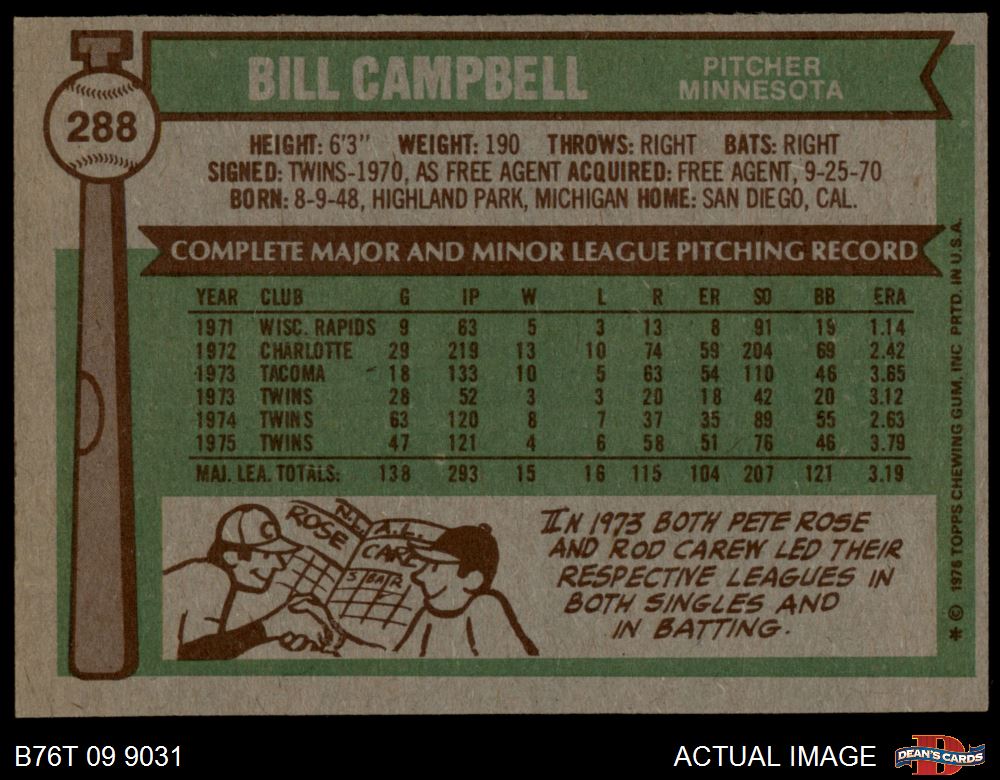 288
BILL CAMPBELL
PITCHER
MINNESOTA
HEIGHT: 6'3" WEIGHT: 190 THROWS: RIGHT BATS: RIGHT
SIGNED: TWINS-1970, AS FREE AGENT ACQUIRED: FREE AGENT, 9-25-70
BORN: 8-9-48, HIGHLAND PARK, MICHIGAN HOME: SAN DIEGO, CAL.
COMPLETE MAJOR AND MINOR LEAGUE PITCHING RECORD
YEAR CLUB G IP W L R ER SO BB ERA
1971 WISC. RAPIDS 9 63 5 3 13 8 91 19 1.14
1972 CHARLOTTE 29 219 13 10 74 59 204 69 2.42
1973 TACOMA 18 133 10 5 63 54 110 46 3.65
1973 TWINS 28 52 3 3 20 18 42 20 3.12
1974 TWINS 63 120 8 7 37 35 89 55 2.63
1975 TWINS 47 121 4 6 58 51 76 46 3.79
MAJ. LEA. TOTALS: 138 293 15 16 115 104 207 121 3.19
C
ROSE
N.L.
A.L.
CARE
S BA R
IN 1973 BOTH PETE ROSE
AND ROD CAREW LED THEIR
RESPECTIVE LEAGUES IN
BOTH SINGLES AND
IN BATTING.
* © 1976 TOPPS CHEWING GUM, INC PRTD. IN U.S.A.
B76T 09 9031
ACTUAL IMAGE
D
DEAN'S CARDS